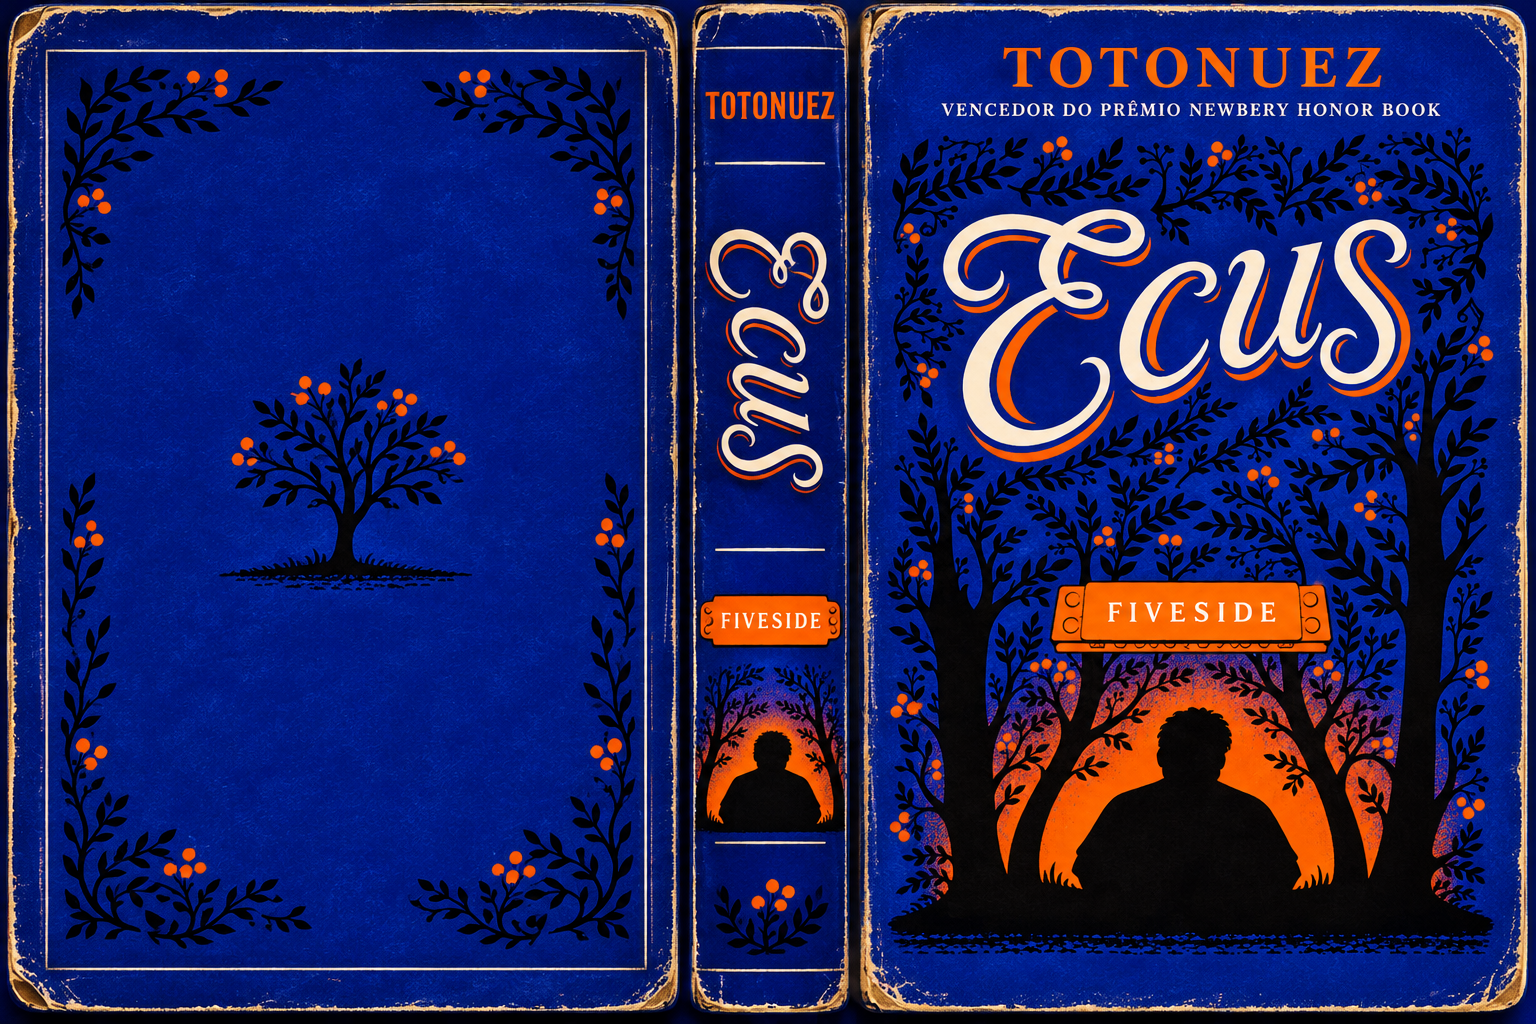 TOTONUEZ
Ecus
FIVESIDE
TOTONUEZ
VENCEDOR DO PRÊMIO NEWBERY HONOR BOOK
Ecus
FIVESIDE